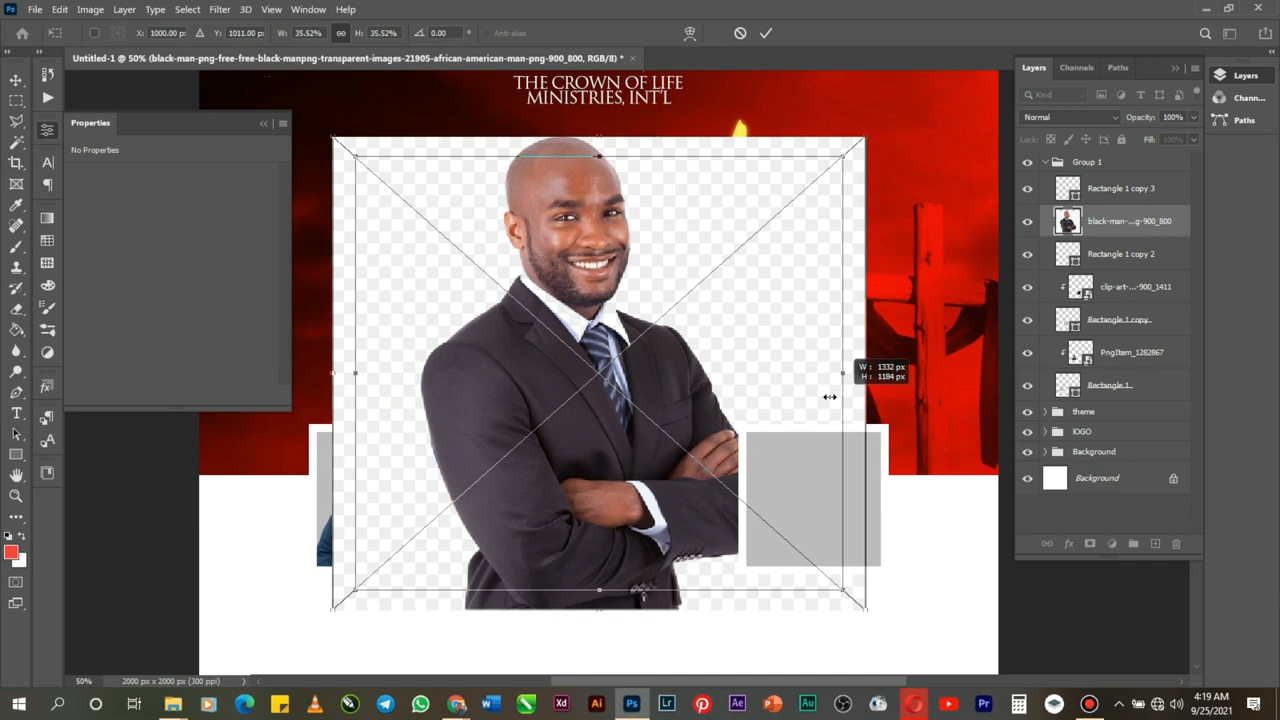 File Edit Image Layer Type Select Filter 3D View Window Help
X: 1000.00 px Y: 1011.00 px W: 35.52% H: 35.52% 0.00 ° Anti-alias
Untitled-1 @ 50% (black-man-png-free-free-black-manpng-transparent-images-21905-african-american-man-png-900_800, RGB/8) * ×
THE CROWN OF LIFE
MINISTRIES, INT'L
Properties
No Properties
W: 1332 px
H: 1184 px
Layers Channels Paths
Kind
Normal Opacity: 100%
Lock: Fill: 100%
Group 1
Rectangle 1 copy 3
black-man-...g-900_800
Rectangle 1 copy 2
clip-art-...-900_1411
Rectangle 1 copy
PngItem_1282867
Rectangle 1
theme
LOGO
Background
Background
Layers
Chann...
Paths
50% 2000 px x 2000 px (300 ppi)
4:19 AM
9/25/2021